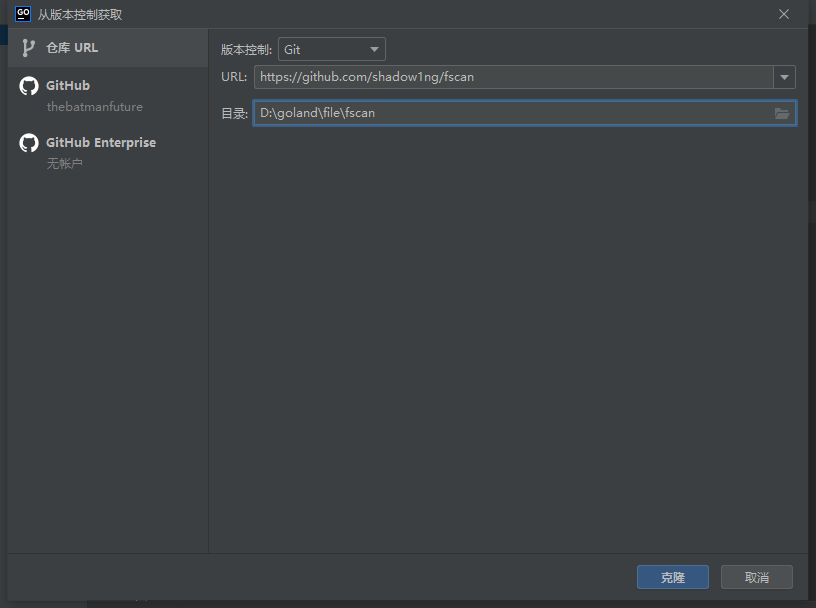 GO 从版本控制获取
仓库 URL
GitHub
thebatmanfuture
GitHub Enterprise
无帐户
版本控制: Git
URL: https://github.com/shadow1ng/fscan
目录: D:\goland\file\fscan
克隆 取消